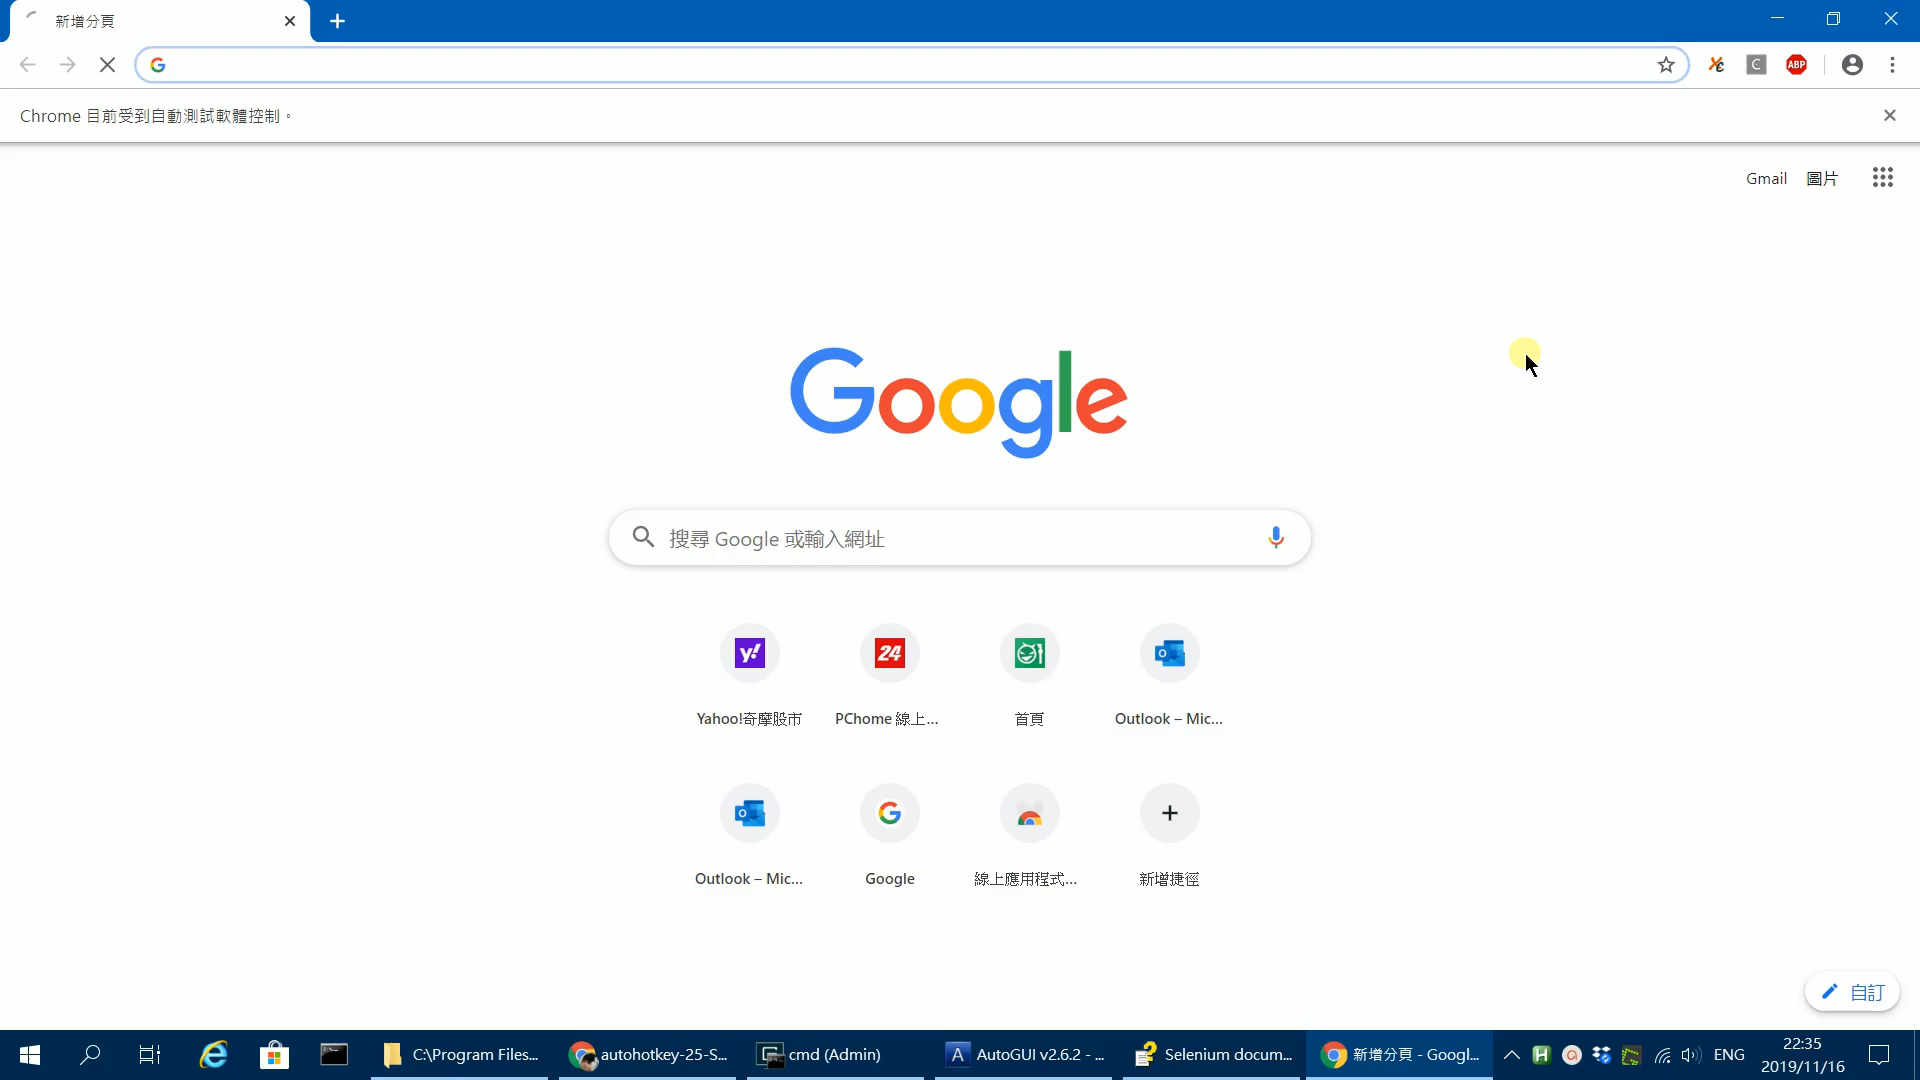 新增分頁
Chrome 目前受到自動測試軟體控制。
Gmail 圖片
Google
搜尋 Google 或輸入網址
Yahoo!奇摩股市 PChome 線上... 首頁 Outlook – Mic...
Outlook – Mic... Google 線上應用程式... 新增捷徑
自訂
C:\Program Files... autohotkey-25-S... cmd (Admin) AutoGUI v2.6.2 - ... Selenium docum... 新增分頁 - Googl... ENG 22:35
2019/11/16